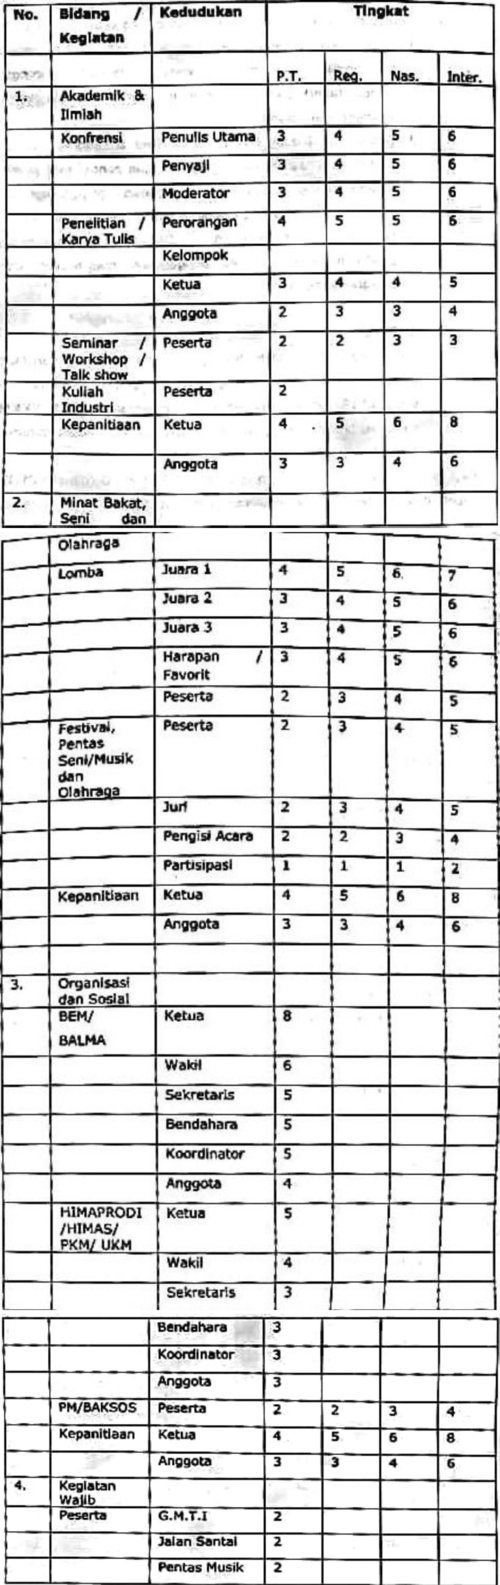 No. Bidang / Kedudukan Tingkat
Kegiatan
P.T. Reg. Nas. Inter.
1. Akademik &
Ilmiah
Konfrensi Penulis Utama 3 4 5 6
Penyaji 3 4 5 6
Moderator 3 4 5 6
Penelitian / Perorangan 4 5 5 6
Karya Tulis
Kelompok
Ketua 3 4 4 5
Anggota 2 3 3 4
Seminar / Peserta 2 2 3 3
Workshop /
Talk show
Kuliah Peserta 2
Industri
Kepanitiaan Ketua 4 5 6 8
Anggota 3 3 4 6
2. Minat Bakat,
Seni dan
Olahraga
Lomba Juara 1 4 5 6 7
Juara 2 3 4 5 6
Juara 3 3 4 5 6
Harapan / 3 4 5 6
Favorit
Peserta 2 3 4 5
Festival, Peserta 2 3 4 5
Pentas
Seni/Musik
dan
Olahraga
Juri 2 3 4 5
Pengisi Acara 2 2 3 4
Partisipasi 1 1 1 2
Kepanitiaan Ketua 4 5 6 8
Anggota 3 3 4 6
3. Organisasi
dan Sosial
BEM/ Ketua 8
BALMA
Wakil 6
Sekretaris 5
Bendahara 5
Koordinator 5
Anggota 4
HIMAPRODI Ketua 5
/HIMAS/
PKM/ UKM
Wakil 4
Sekretaris 3
Bendahara 3
Koordinator 3
Anggota 3
PM/BAKSOS Peserta 2 2 3 4
Kepanitiaan Ketua 4 5 6 8
Anggota 3 3 4 6
4. Kegiatan
Wajib
Peserta G.M.T.I 2
Jalan Santai 2
Pentas Musik 2